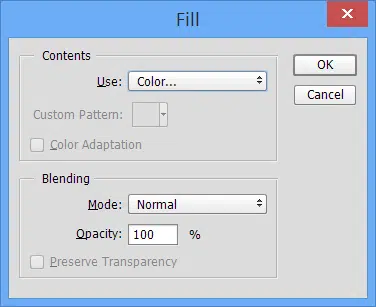 Fill
Contents
Use: Color...
OK
Cancel
Custom Pattern:
Color Adaptation
Blending
Mode: Normal
Opacity: 100 %
Preserve Transparency